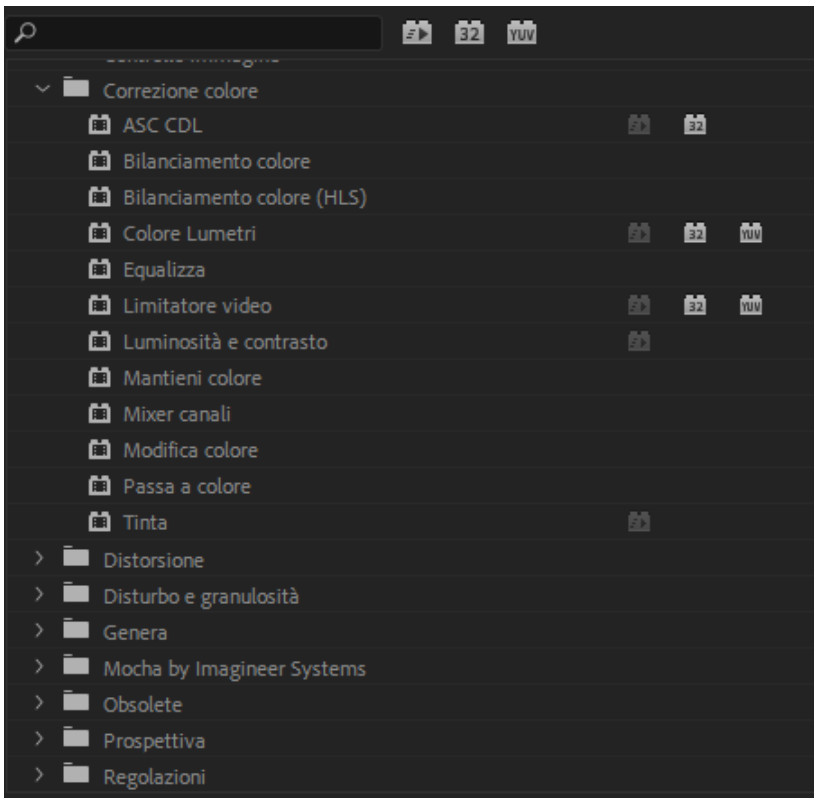 32 YUV
Correzione colore
ASC CDL 32
Bilanciamento colore
Bilanciamento colore (HLS)
Colore Lumetri 32 YUV
Equalizza
Limitatore video 32 YUV
Luminosità e contrasto
Mantieni colore
Mixer canali
Modifica colore
Passa a colore
Tinta
Distorsione
Disturbo e granulosità
Genera
Mocha by Imagineer Systems
Obsolete
Prospettiva
Regolazioni